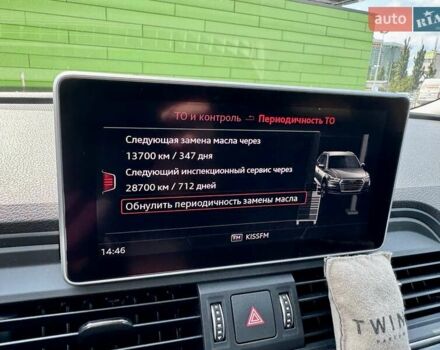 auto RIA
ТО и контроль Периодичность ТО
Следующая замена масла через
13700 км / 347 дня
Следующий инспекционный сервис через
28700 км / 712 дней
Обнулить периодичность замены масла
14:46
KISSFM
TWIN